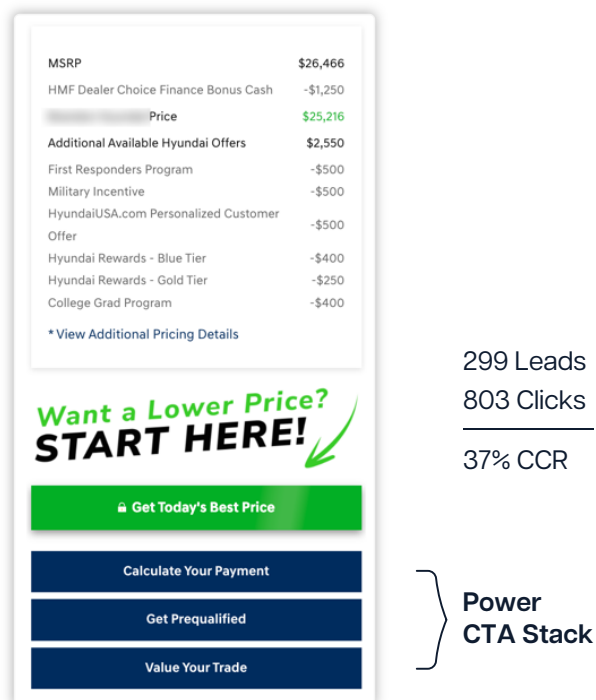 MSRP $26,466
HMF Dealer Choice Finance Bonus Cash -$1,250
Price $25,216
Additional Available Hyundai Offers $2,550
First Responders Program -$500
Military Incentive -$500
HyundaiUSA.com Personalized Customer
Offer -$500
Hyundai Rewards - Blue Tier -$400
Hyundai Rewards - Gold Tier -$250
College Grad Program -$400
* View Additional Pricing Details
Want a Lower Price?
START HERE!
Get Today's Best Price
Calculate Your Payment
Get Prequalified
Value Your Trade
299 Leads
803 Clicks
37% CCR
Power
CTA Stack